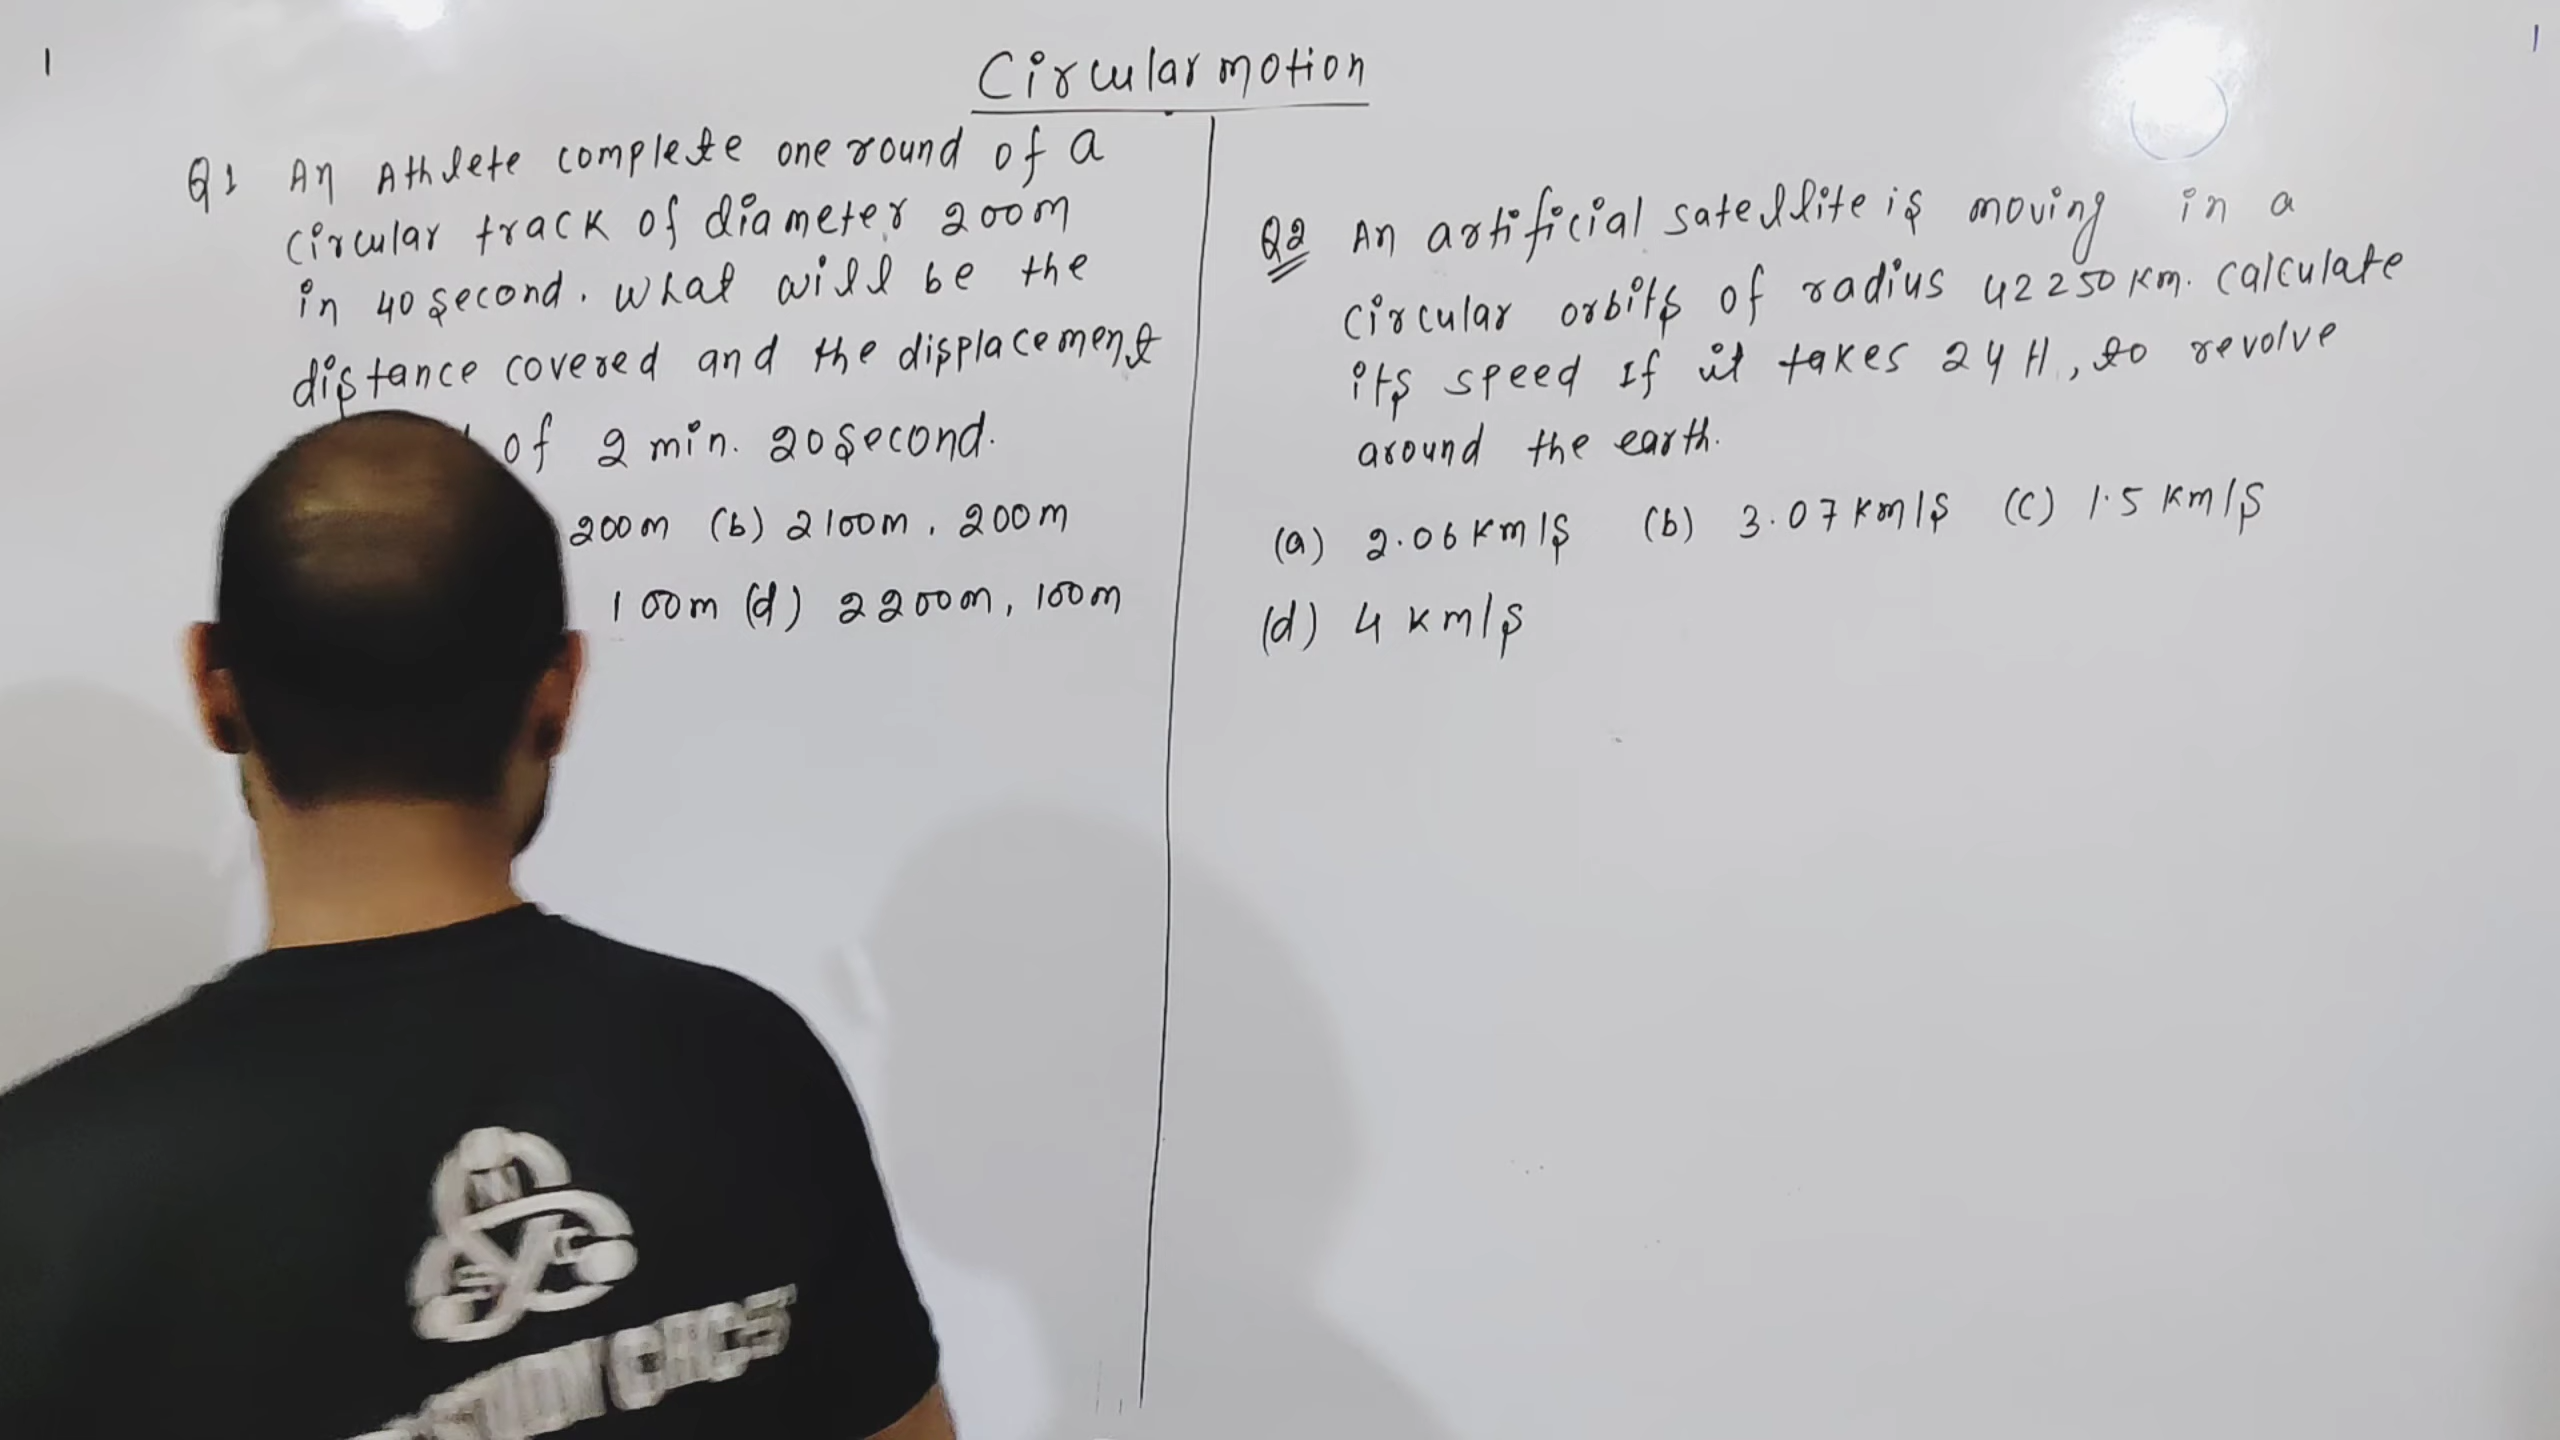 Circular motion
Q1 An Athlete complete one round of a
circular track of diameter 200m
in 40 second. What will be the
distance covered and the displacement
of 2 min. 20 second.
200m (b) 2100m, 200m
100m (d) 2200m, 100m
Q2 An artificial satellite is moving in a
circular orbits of radius 42250 km. calculate
its speed If it takes 24 H, to revolve
around the earth.
(a) 2.06 km/s (b) 3.07 km/s (c) 1.5 km/s
(d) 4 km/s